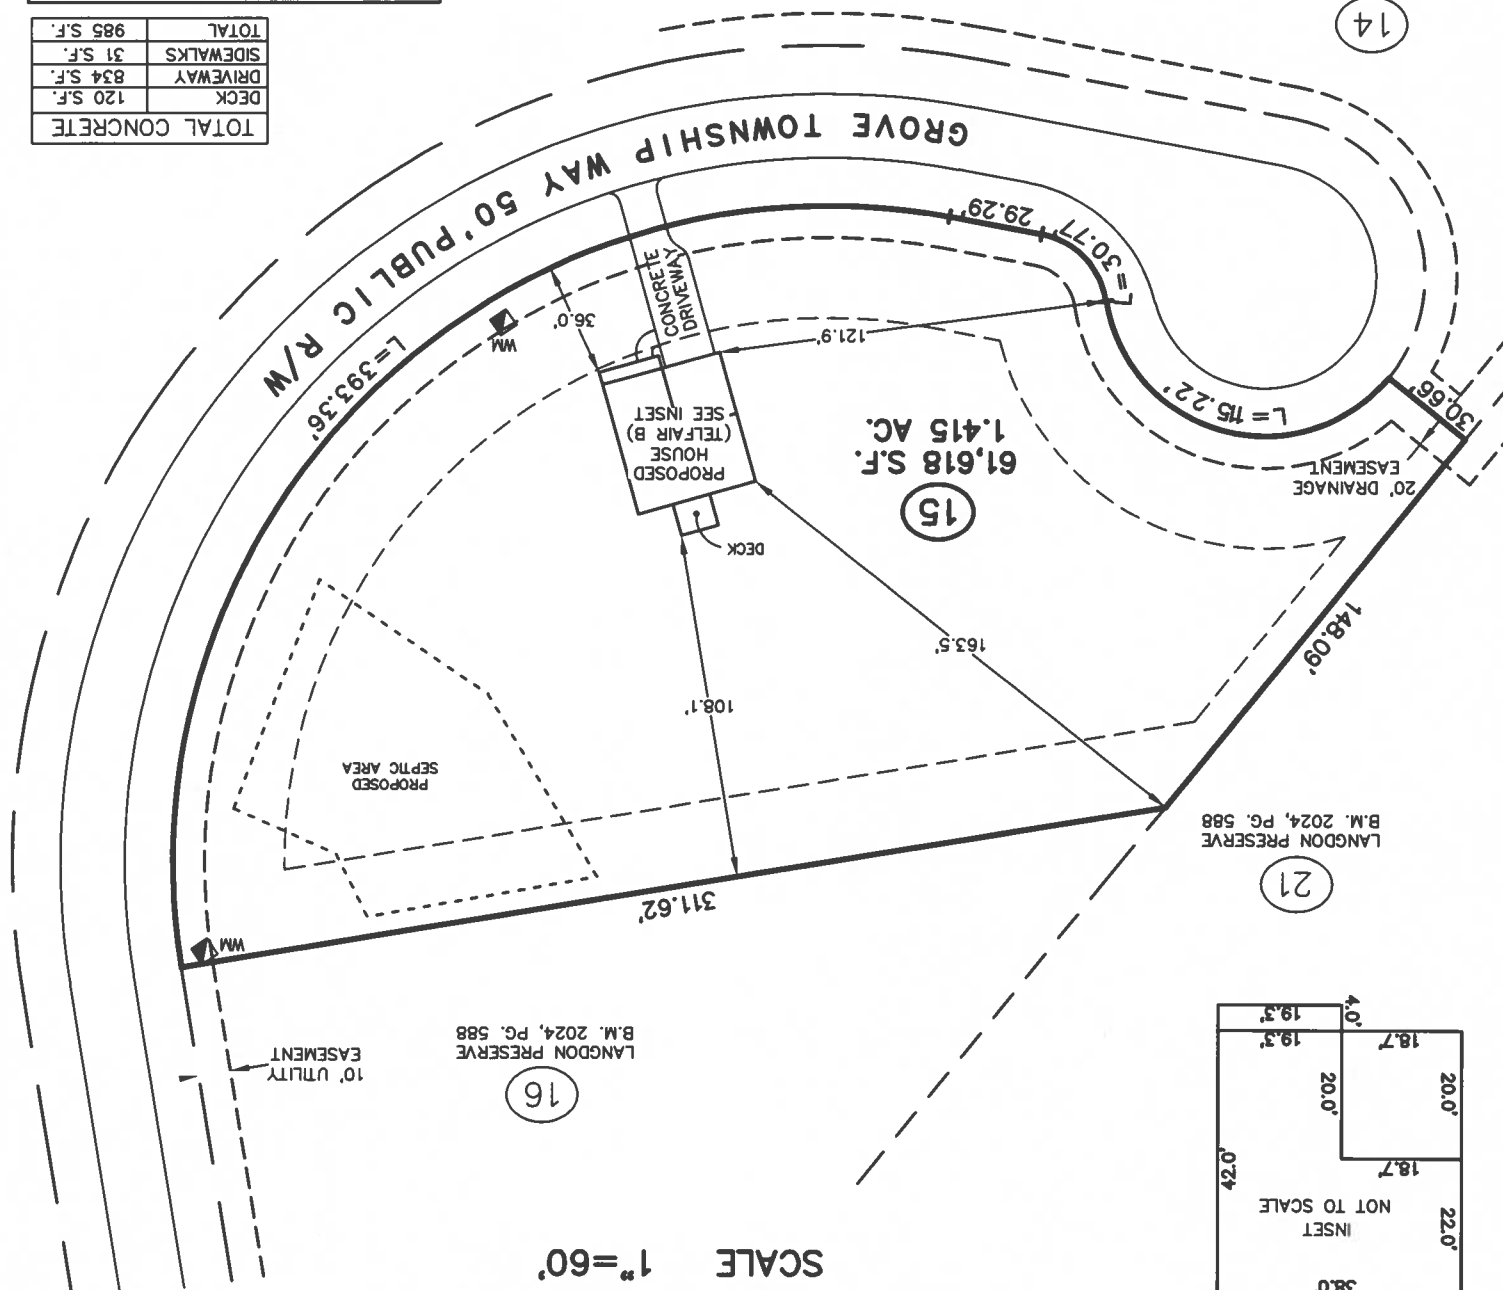 SCALE 1"=60'
38.0'
INSET
NOT TO SCALE
22.0'
42.0'
18.7'
20.0'
20.0'
18.7'
19.3'
19.3'
4.0'
10' UTILITY
EASEMENT
16
LANGDON PRESERVE
B.M. 2024, PG. 588
21
LANGDON PRESERVE
B.M. 2024, PG. 588
WM
311.62'
PROPOSED
SEPTIC AREA
108.1'
163.5'
148.09'
DECK
15
61,618 S.F.
1.415 AC.
20' DRAINAGE
EASEMENT
30.66'
PROPOSED
HOUSE
(TELFAIR B)
SEE INSET
L=115.22'
121.9'
36.0'
WM
CONCRETE
DRIVEWAY
L=393.36'
L=30.77'
29.29'
GROVE TOWNSHIP WAY 50' PUBLIC R/W
TOTAL CONCRETE
DECK 120 S.F.
DRIVEWAY 834 S.F.
SIDEWALKS 31 S.F.
TOTAL 985 S.F.
14